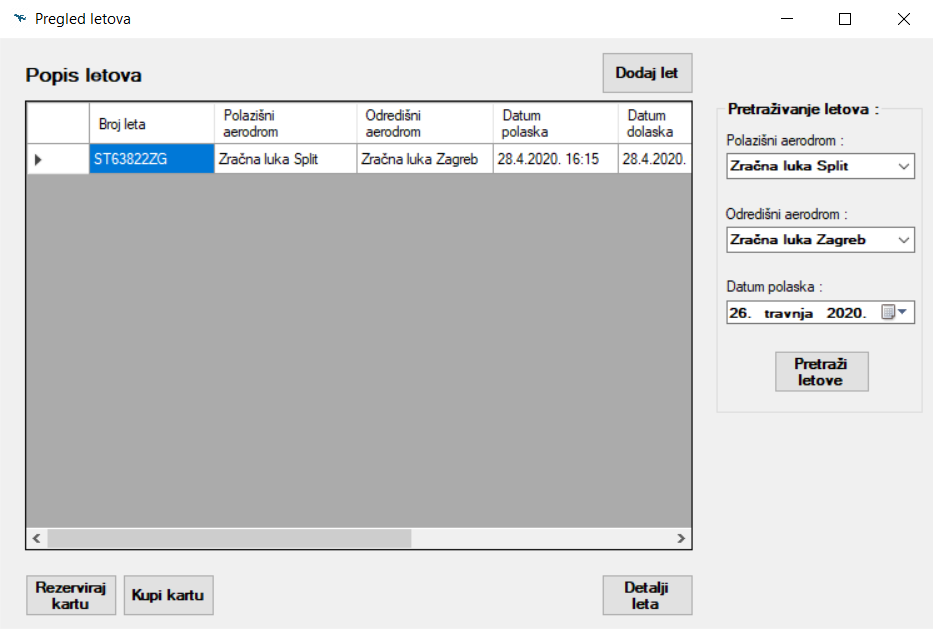 Pregled letova
Popis letova
Dodaj let
Broj leta
Polazišni
aerodrom
Odredišni
aerodrom
Datum
polaska
Datum
dolaska
ST63822ZG
Zračna luka Split
Zračna luka Zagreb
28.4.2020. 16:15
28.4.2020.
Pretraživanje letova :
Polazišni aerodrom :
Zračna luka Split
Odredišni aerodrom :
Zračna luka Zagreb
Datum polaska :
26. travnja 2020.
Pretraži
letove
Rezerviraj
kartu
Kupi kartu
Detalji
leta